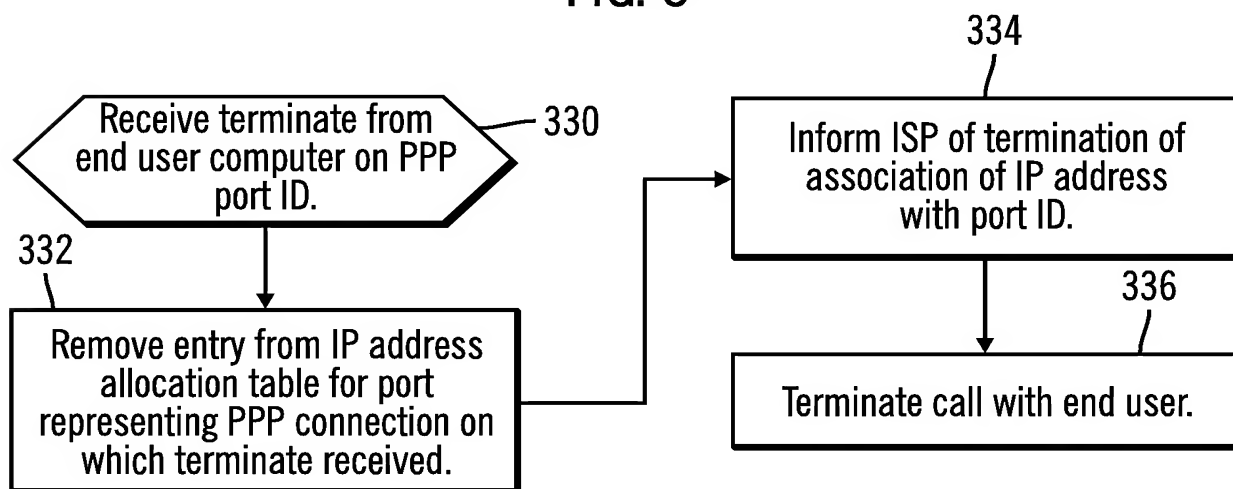 330
Receive terminate from
end user computer on PPP
port ID.
332
Remove entry from IP address
allocation table for port
representing PPP connection on
which terminate received.
334
Inform ISP of termination of
association of IP address
with port ID.
336
Terminate call with end user.